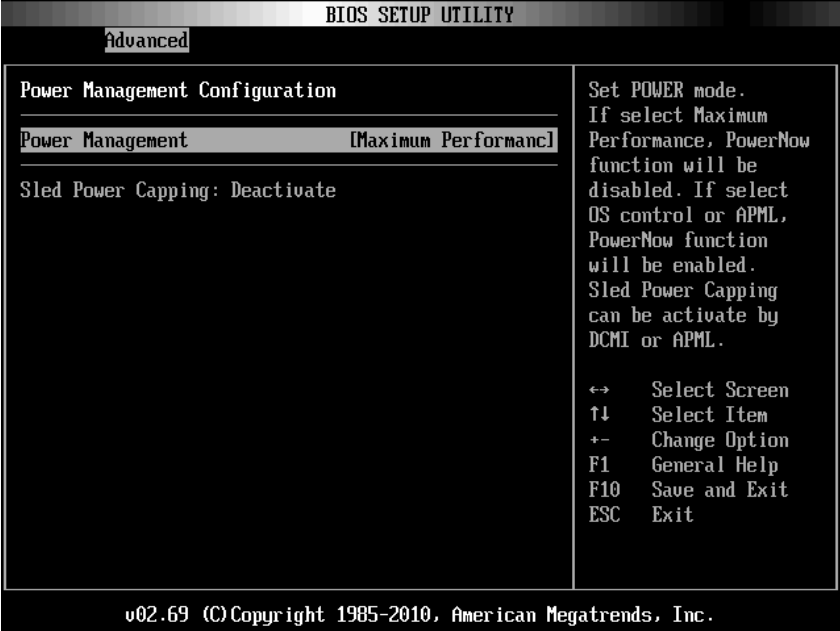 BIOS SETUP UTILITY
Advanced
Power Management Configuration
Power Management [Maximum Performanc]
Sled Power Capping: Deactivate
Set POWER mode.
If select Maximum
Performance, PowerNow
function will be
disabled. If select
OS control or APML,
PowerNow function
will be enabled.
Sled Power Capping
can be activate by
DCMI or APML.
↔ Select Screen
↑↓ Select Item
+- Change Option
F1 General Help
F10 Save and Exit
ESC Exit
v02.69 (C)Copyright 1985-2010, American Megatrends, Inc.